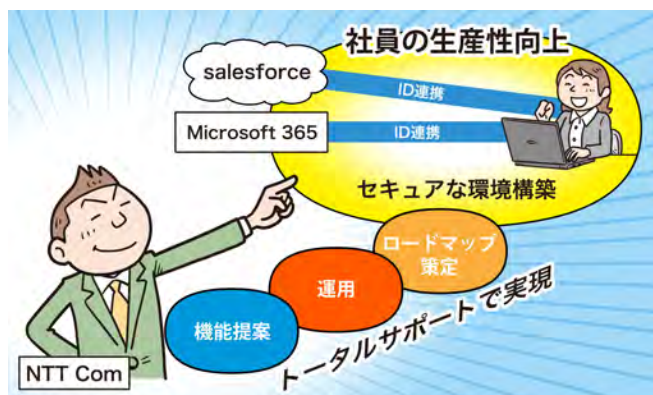 社員の生産性向上
salesforce
ID連携
Microsoft 365
ID連携
セキュアな環境構築
ロードマップ
策定
運用
機能提案
トータルサポートで実現
NTT Com